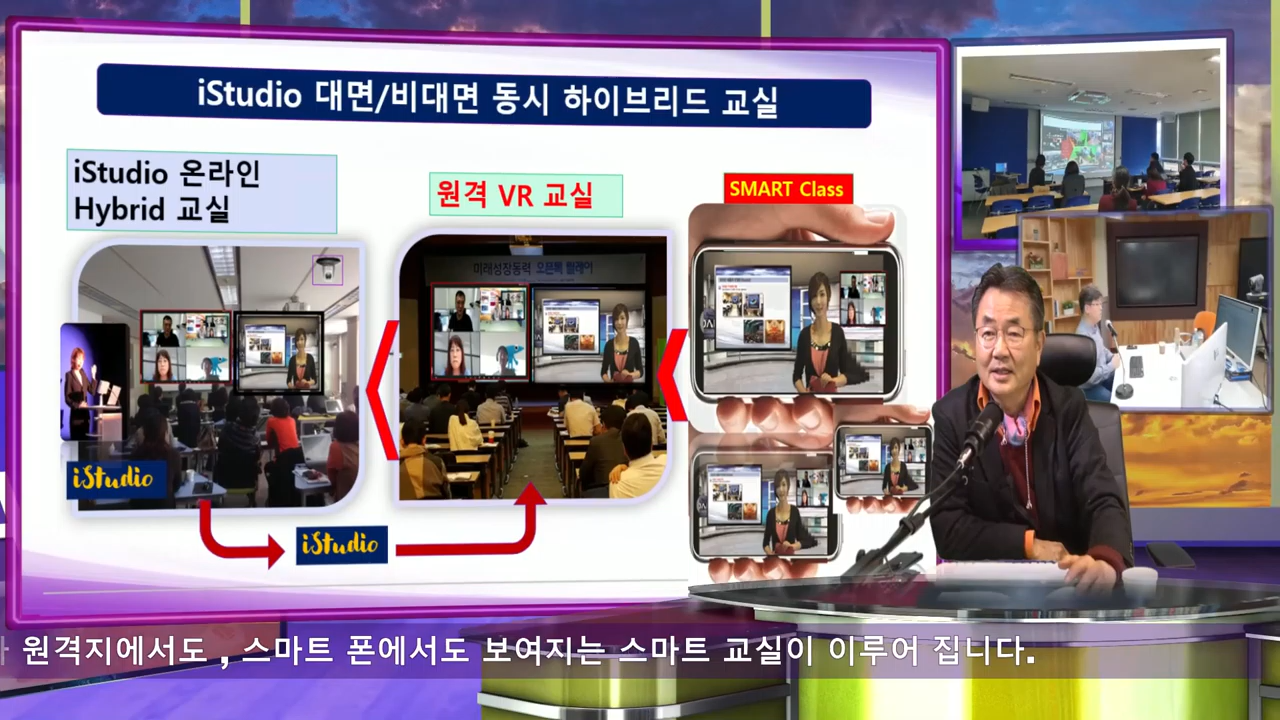 iStudio 대면/비대면 동시 하이브리드 교실
iStudio 온라인
Hybrid 교실
원격 VR 교실
SMART Class
미래성장동력 오픈톡 릴레이
iStudio
iStudio
원격지에서도 , 스마트 폰에서도 보여지는 스마트 교실이 이루어 집니다.